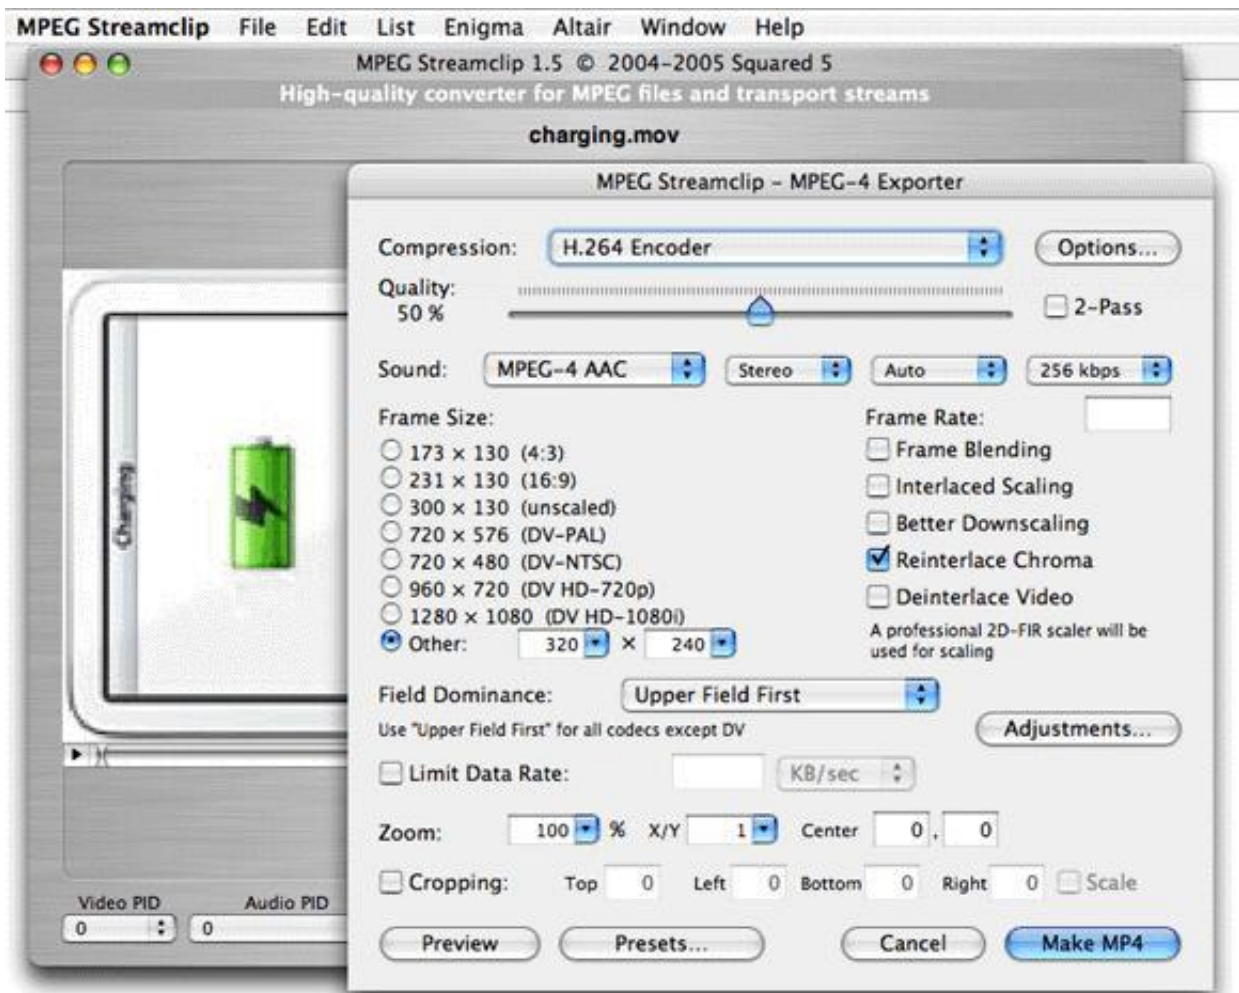 MPEG Streamclip File Edit List Enigma Altair Window Help
MPEG Streamclip 1.5 © 2004-2005 Squared 5
High-quality converter for MPEG files and transport streams
charging.mov
MPEG Streamclip - MPEG-4 Exporter
Compression: H.264 Encoder Options...
Quality:
50 % 2-Pass
Sound: MPEG-4 AAC Stereo Auto 256 kbps
Frame Size:
173 × 130 (4:3)
231 × 130 (16:9)
300 × 130 (unscaled)
720 × 576 (DV-PAL)
720 × 480 (DV-NTSC)
960 × 720 (DV HD-720p)
1280 × 1080 (DV HD-1080i)
Other: 320 × 240
Frame Rate:
Frame Blending
Interlaced Scaling
Better Downscaling
Reinterlace Chroma
Deinterlace Video
A professional 2D-FIR scaler will be
used for scaling
Charging
Field Dominance: Upper Field First
Use "Upper Field First" for all codecs except DV
Adjustments...
Limit Data Rate: KB/sec
Zoom: 100 % X/Y 1 Center 0 , 0
Cropping: Top 0 Left 0 Bottom 0 Right 0 Scale
Video PID Audio PID
0 0
Preview Presets... Cancel Make MP4